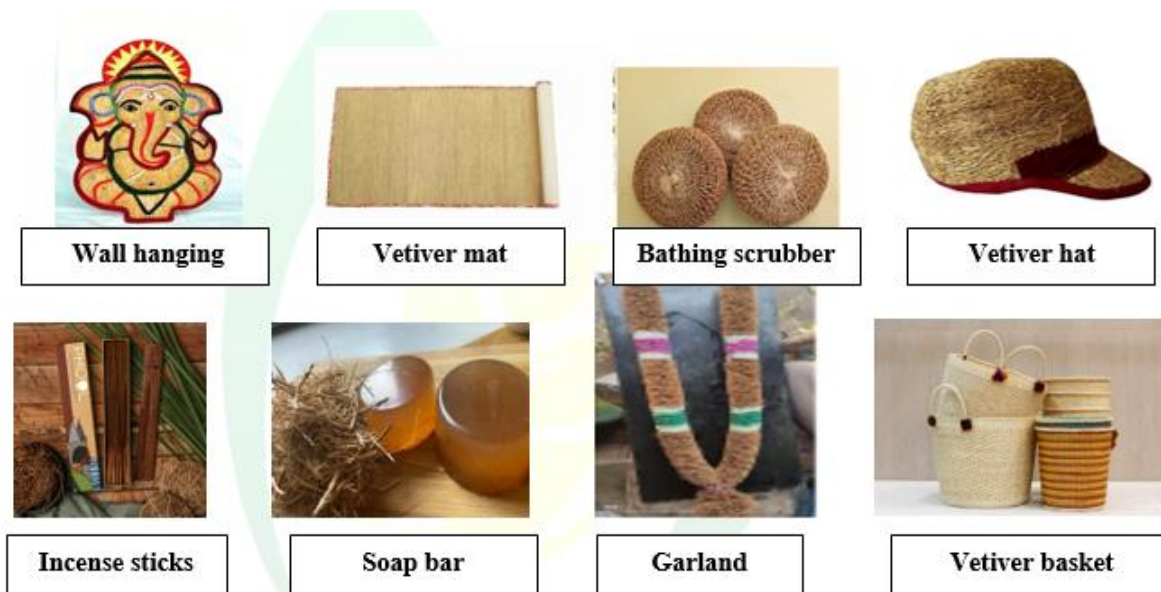 Wall hanging
Vetiver mat
Bathing scrubber
Vetiver hat
Incense sticks
Soap bar
Garland
Vetiver basket